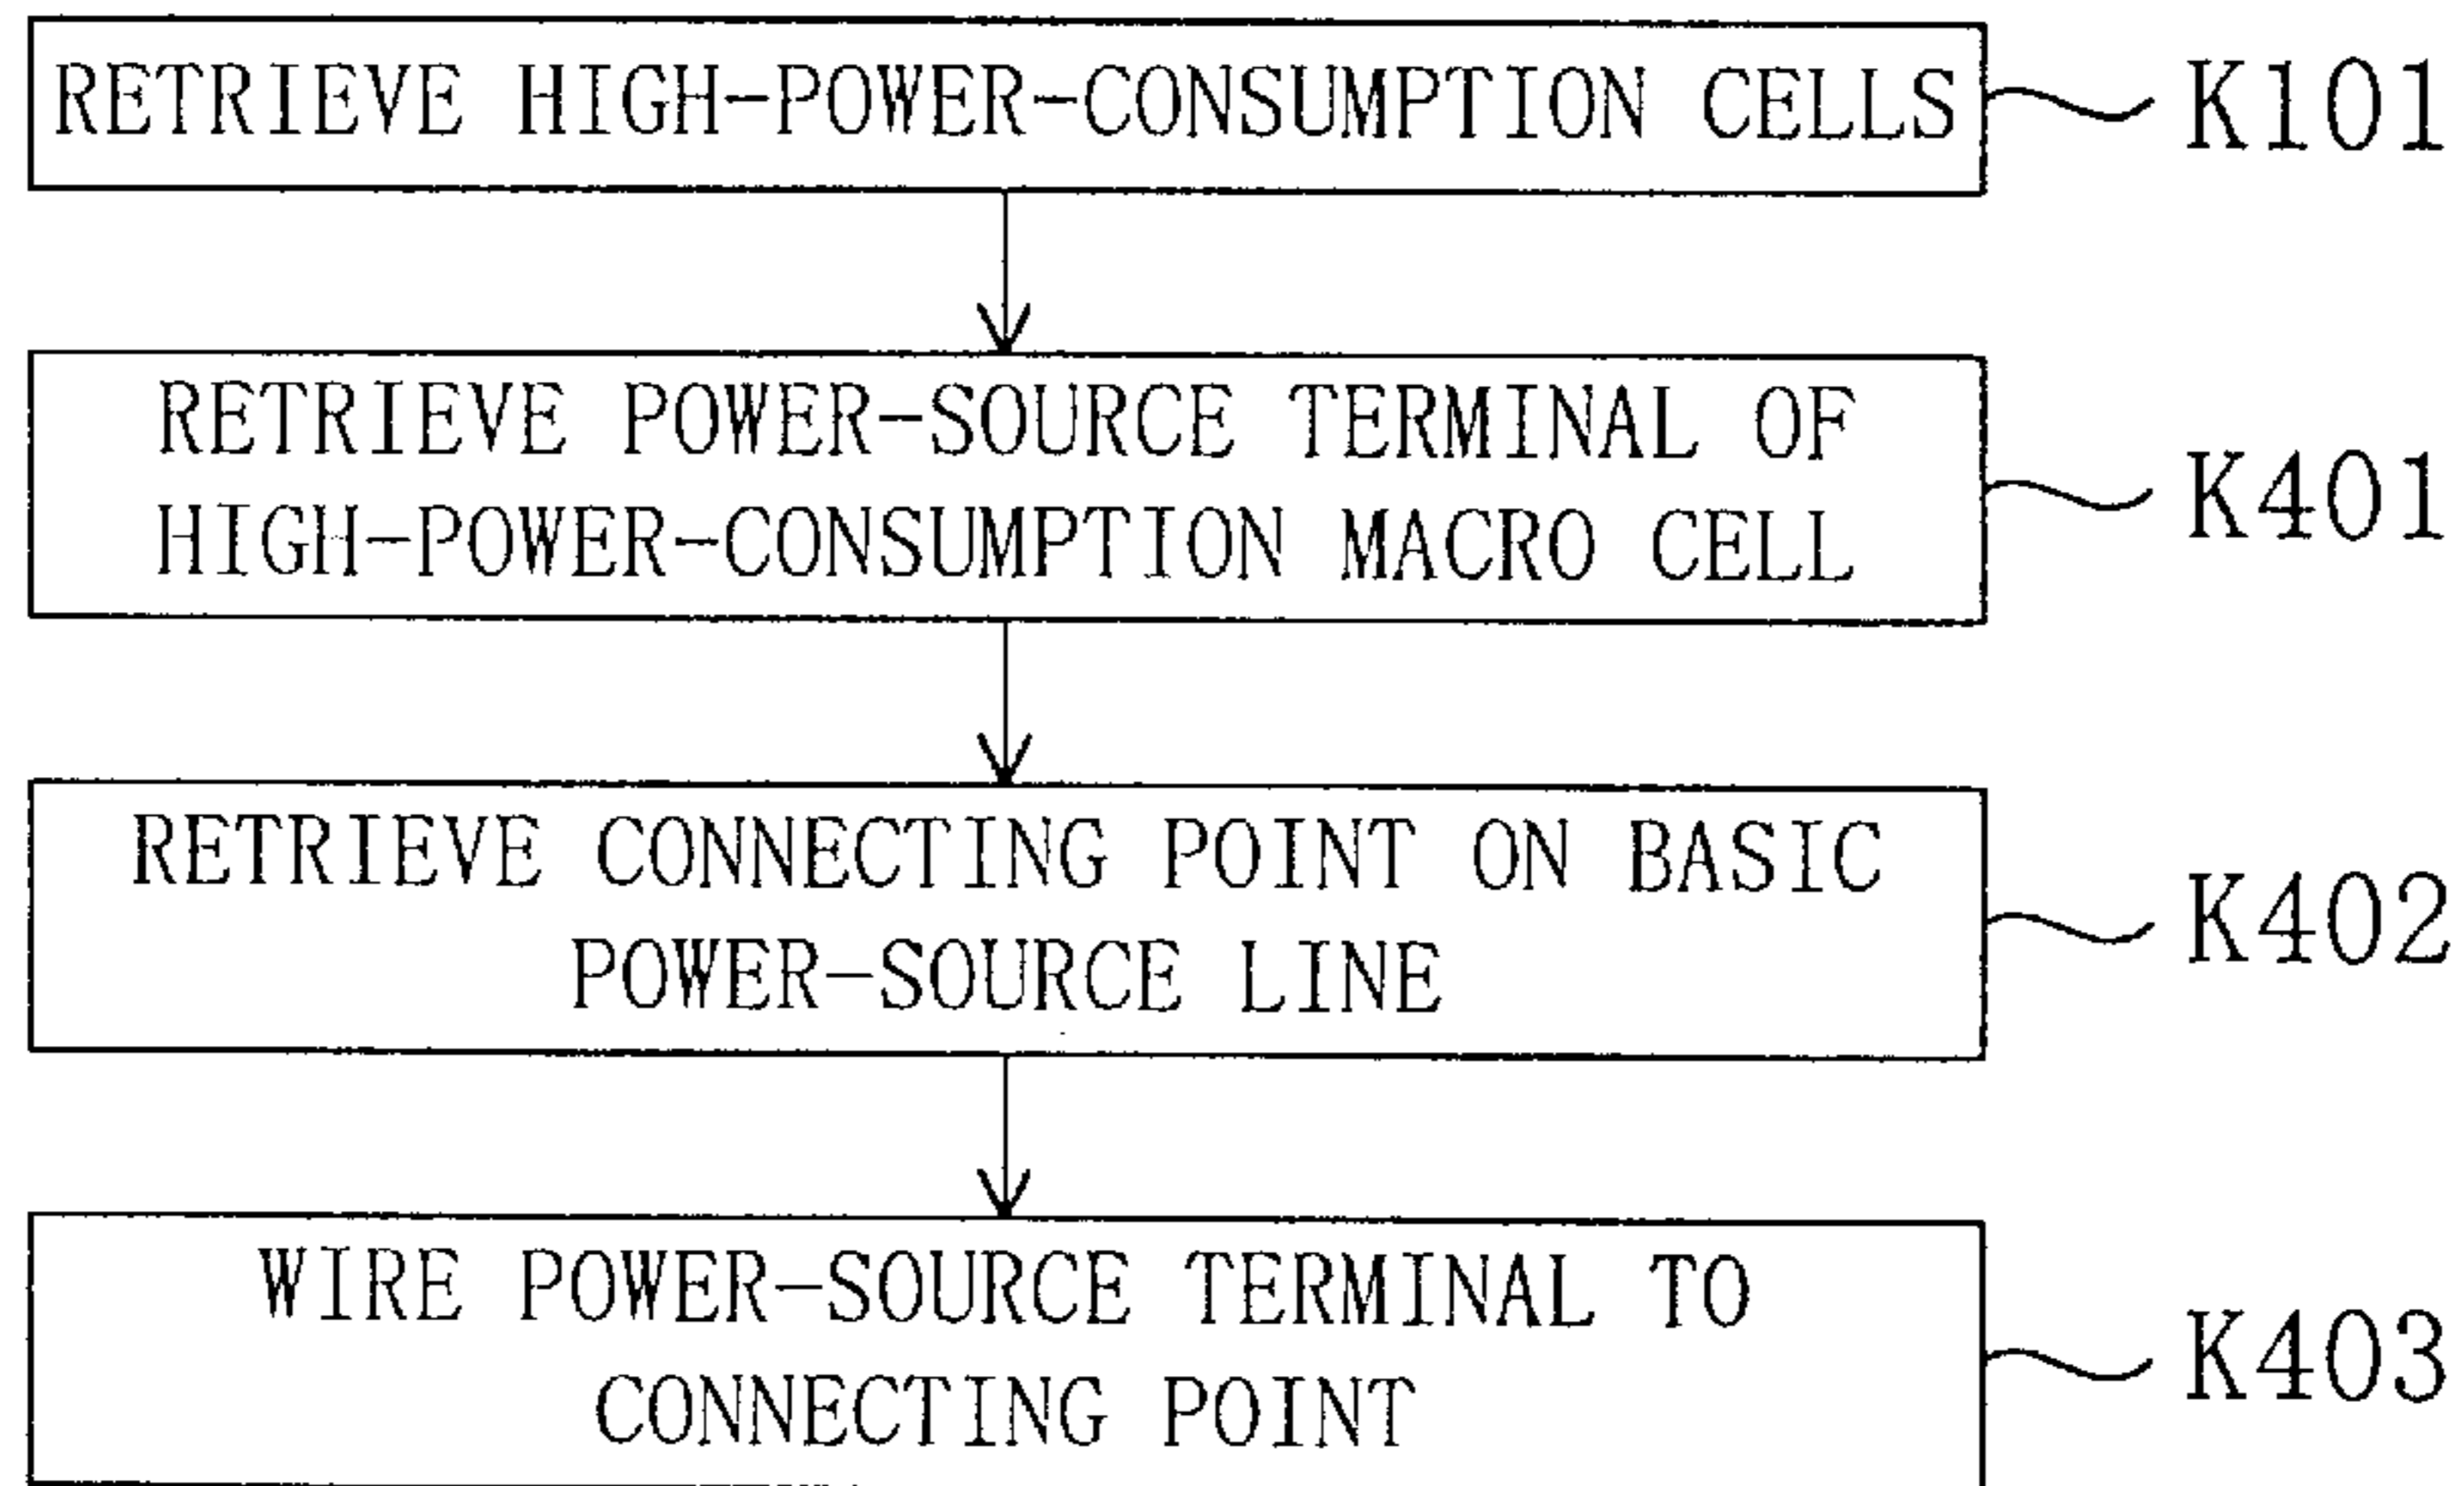 RETRIEVE HIGH-POWER-CONSUMPTION CELLS
K101
RETRIEVE POWER-SOURCE TERMINAL OF
HIGH-POWER-CONSUMPTION MACRO CELL
K401
RETRIEVE CONNECTING POINT ON BASIC
POWER-SOURCE LINE
K402
WIRE POWER-SOURCE TERMINAL TO
CONNECTING POINT
K403